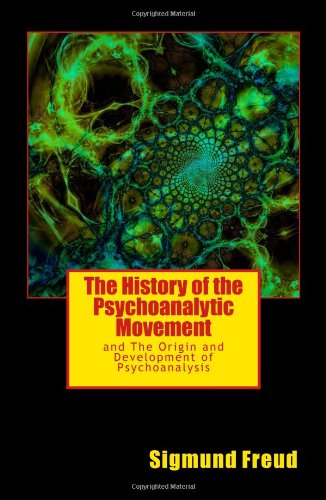 Copyrighted Material
The History of the
Psychoanalytic
Movement
and The Origin and
Development of
Psychoanalysis
Sigmund Freud
Copyrighted Material